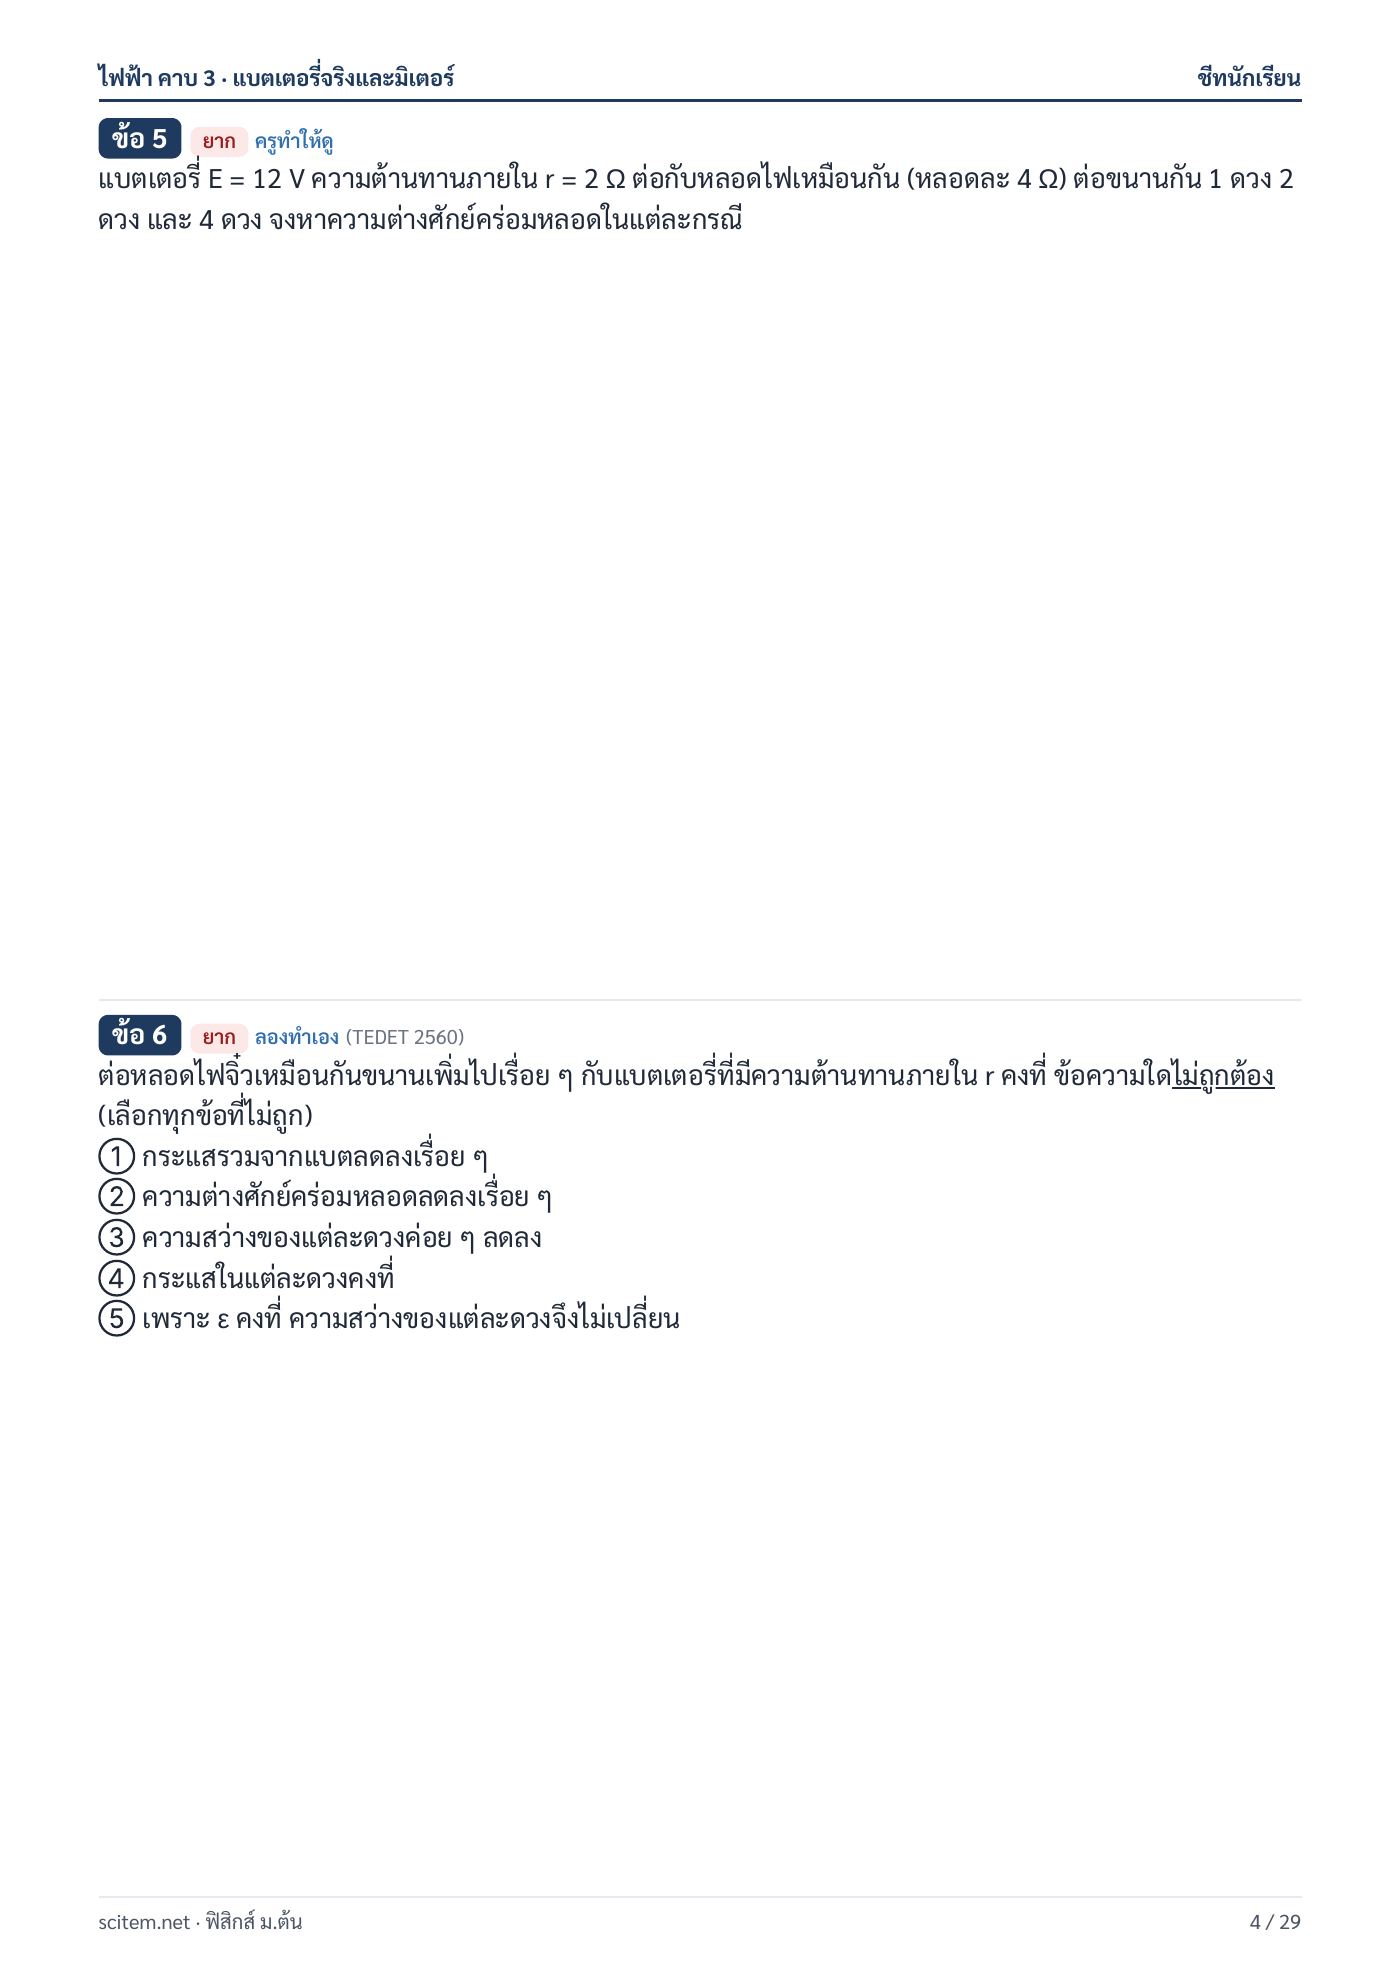 ไฟฟ้า คาบ 3 · แบตเตอรี่จริงและมิเตอร์
ชีทนักเรียน
ข้อ 5 ยาก ครูทำให้ดู
แบตเตอรี่ E = 12 V ความต้านทานภายใน r = 2 Ω ต่อกับหลอดไฟเหมือนกัน (หลอดละ 4 Ω) ต่อขนานกัน 1 ดวง 2
ดวง และ 4 ดวง จงหาความต่างศักย์คร่อมหลอดในแต่ละกรณี
ข้อ 6 ยาก ลองทำเอง (TEDET 2560)
ต่อหลอดไฟจิ๋วเหมือนกันขนานเพิ่มไปเรื่อย ๆ กับแบตเตอรี่ที่มีความต้านทานภายใน r คงที่ ข้อความใดไม่ถูกต้อง
(เลือกทุกข้อที่ไม่ถูก)
① กระแสรวมจากแบตลดลงเรื่อย ๆ
② ความต่างศักย์คร่อมหลอดลดลงเรื่อย ๆ
③ ความสว่างของแต่ละดวงค่อย ๆ ลดลง
④ กระแสในแต่ละดวงคงที่
⑤ เพราะ ε คงที่ ความสว่างของแต่ละดวงจึงไม่เปลี่ยน
scitem.net · ฟิสิกส์ ม.ต้น
4 / 29